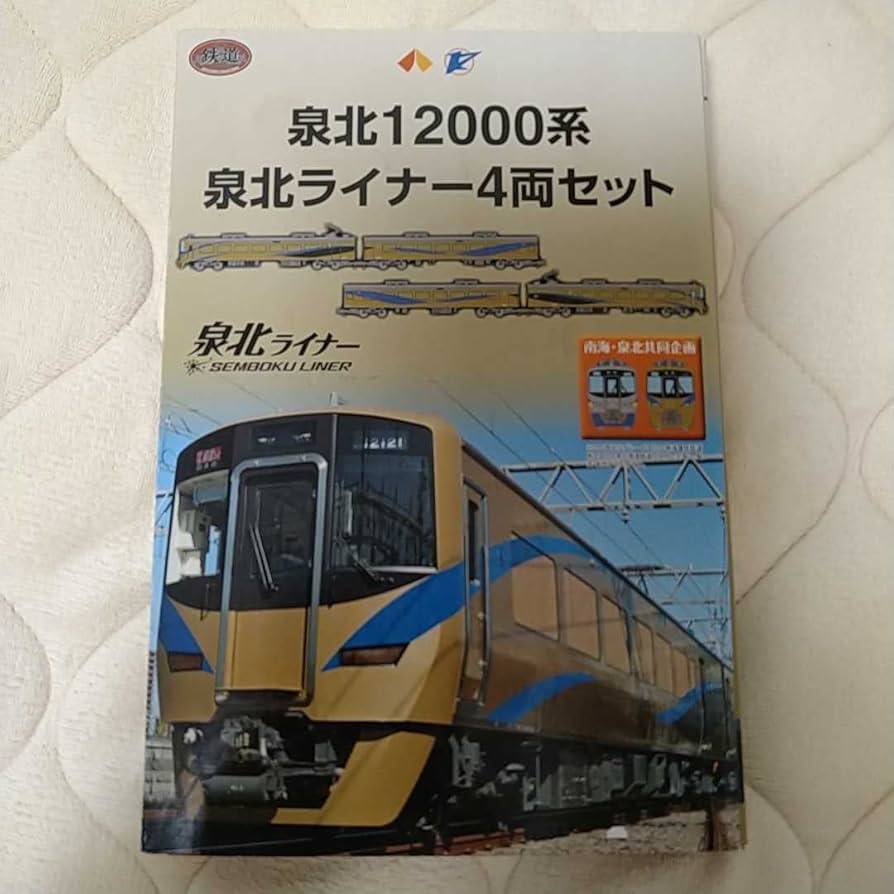 鉄道
泉北12000系
泉北ライナー4両セット
泉北ライナー
SEMBOKU LINER
南海・泉北共同企画
12121